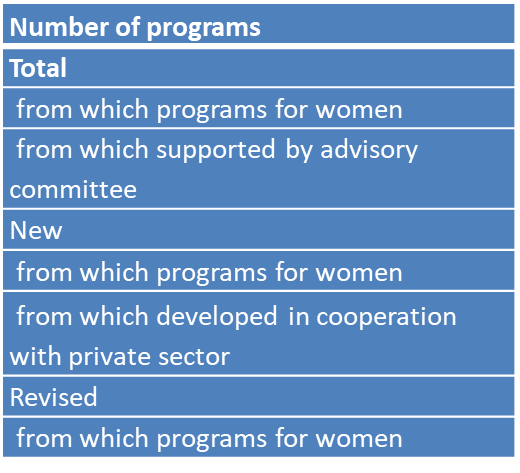 Number of programs
Total
from which programs for women
from which supported by advisory
committee
New
from which programs for women
from which developed in cooperation
with private sector
Revised
from which programs for women